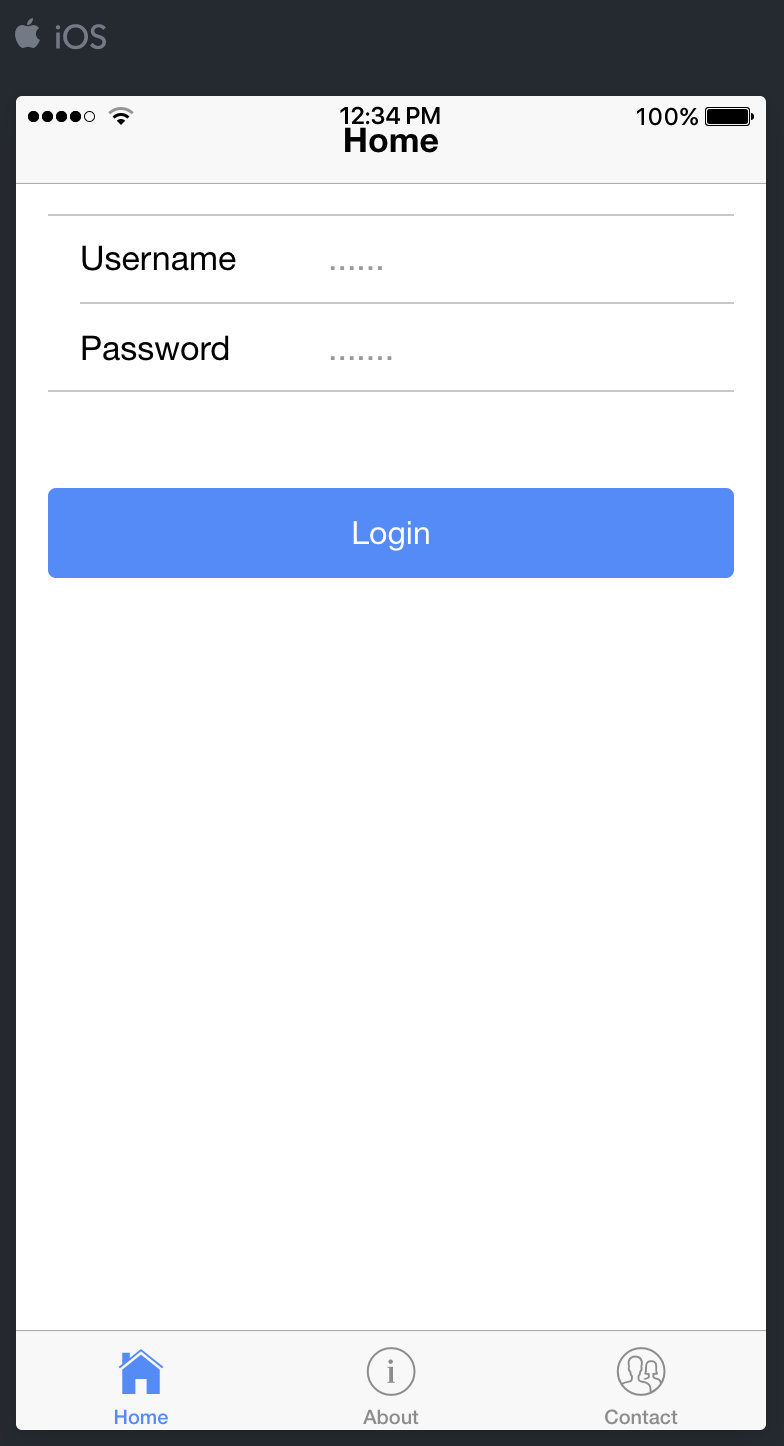 iOS
12:34 PM
100%
Home
Username ......
Password .......
Login
Home
About
Contact